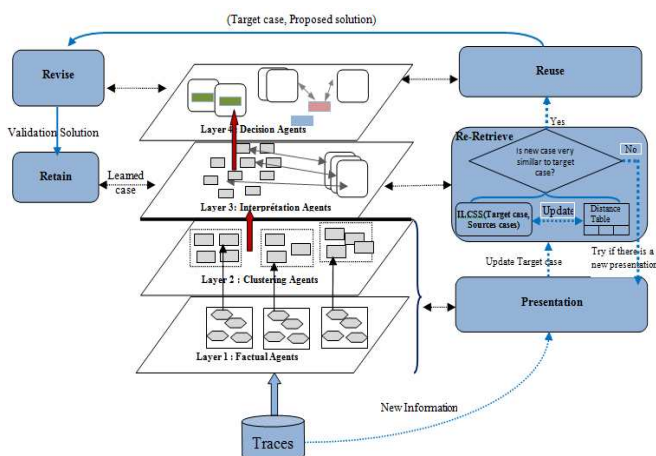 (Target case, Proposed solution)
Revise
Reuse
Layer 4: Decision Agents
Yes
Validation Solution
Re-Retrieve
No
Is new case very
simillar to target
case?
Retain
Learned
case
Layer 3: Interprétation Agents
ILCSS(Target case,
Sources cases)
Update
Distance
Table
Update Target case
Try if there is a
new presentation
Layer 2 : Clustering Agents
Presentation
Layer 1 : Factual Agents
New Information
Traces